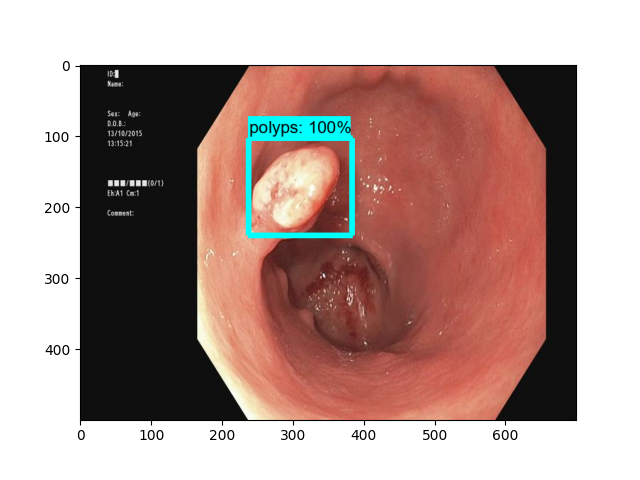 0
100
200
300
400
0 100 200 300 400 500 600
polyps: 100%
ID:
Name:
Sex: Age:
D.O.B.:
13/10/2015
13:15:21
■■■/■■■(0/1)
Eh:A1 Cm:1
Comment: